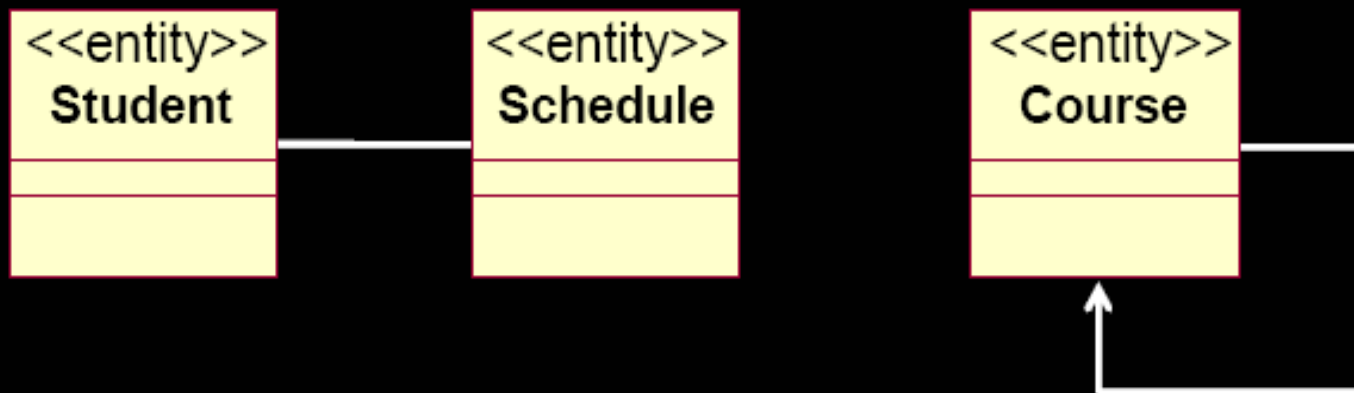 <<entity>>
Student
<<entity>>
Schedule
<<entity>>
Course